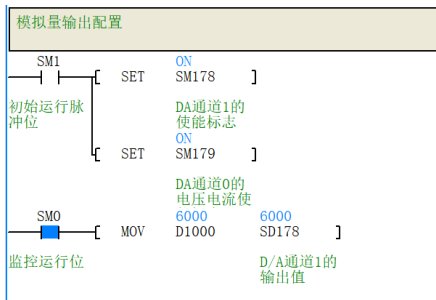 模拟量输出配置
SM1 ON
SET SM178
初始运行脉 DA通道1的
冲位 使能标志
ON
SET SM179
DA通道0的
电压电流使
SM0 6000 6000
MOV D1000 SD178
监控运行位 D/A通道1的
输出值